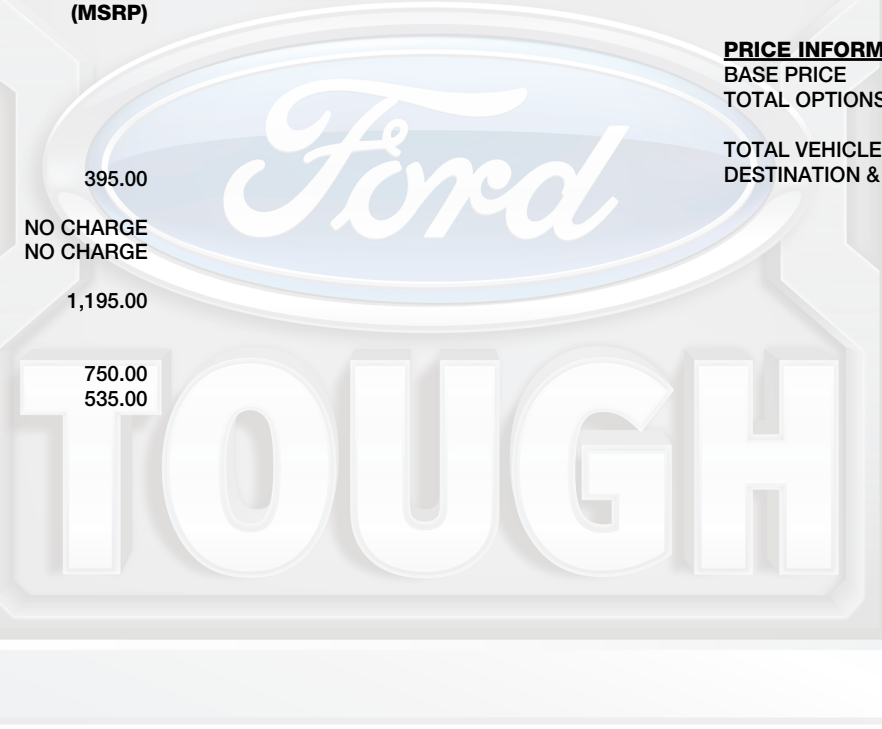 (MSRP)
PRICE INFORM
BASE PRICE
TOTAL OPTIONS
TOTAL VEHICLE
DESTINATION &
395.00
NO CHARGE
NO CHARGE
1,195.00
750.00
535.00
Ford
TOUGH